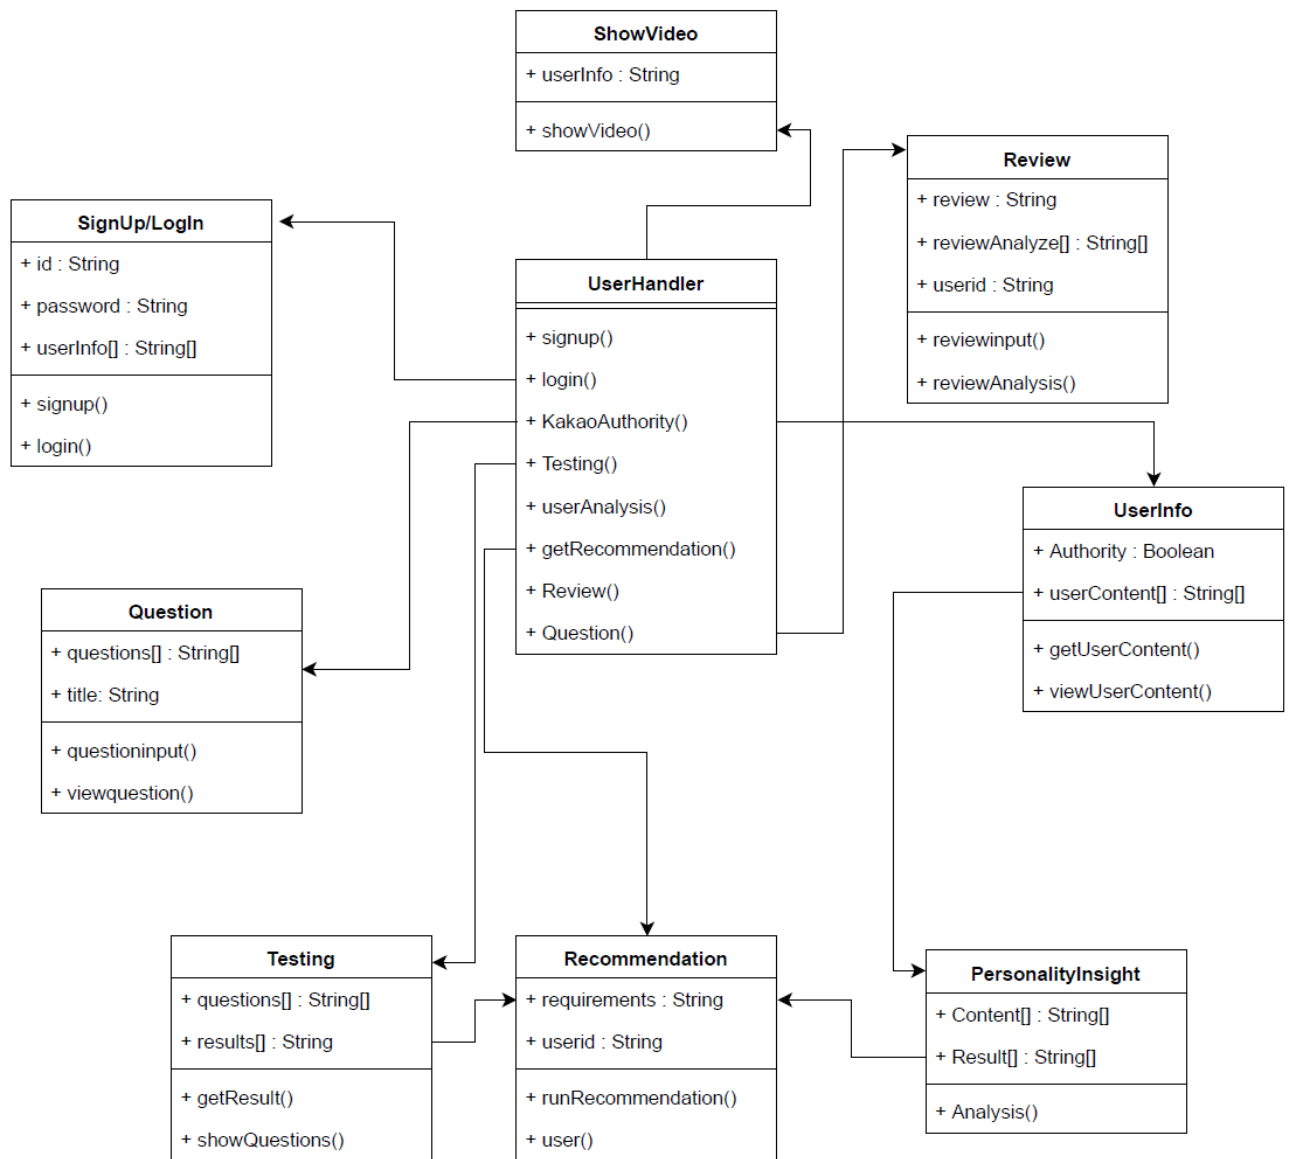 ShowVideo
+ userInfo : String
+ showVideo()
Review
+ review : String
+ reviewAnalyze[] : String[]
+ userid : String
+ reviewinput()
+ reviewAnalysis()
SignUp/LogIn
+ id : String
+ password : String
+ userInfo[] : String[]
+ signup()
+ login()
UserHandler
+ signup()
+ login()
+ KakaoAuthority()
+ Testing()
+ userAnalysis()
+ getRecommendation()
+ Review()
+ Question()
UserInfo
+ Authority : Boolean
+ userContent[] : String[]
+ getUserContent()
+ viewUserContent()
Question
+ questions[] : String[]
+ title: String
+ questioninput()
+ viewquestion()
Testing
+ questions[] : String[]
+ results[] : String
+ getResult()
+ showQuestions()
Recommendation
+ requirements : String
+ userid : String
+ runRecommendation()
+ user()
PersonalityInsight
+ Content[] : String[]
+ Result[] : String[]
+ Analysis()